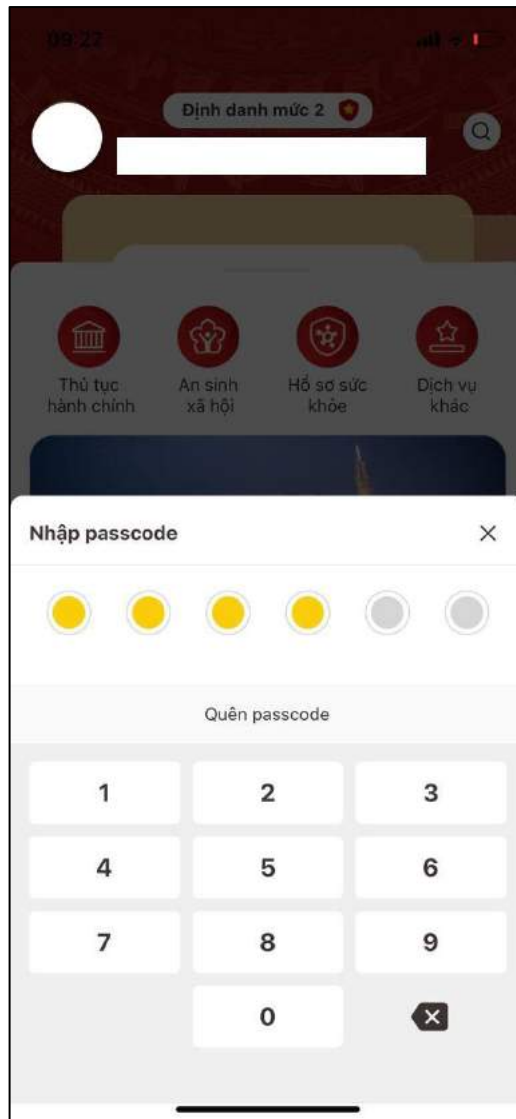 09:22
Định danh mức 2
Thủ tục
hành chính
An sinh
xã hội
Hồ sơ sức
khỏe
Dịch vụ
khác
Nhập passcode
Quên passcode
1 2 3
4 5 6
7 8 9
0